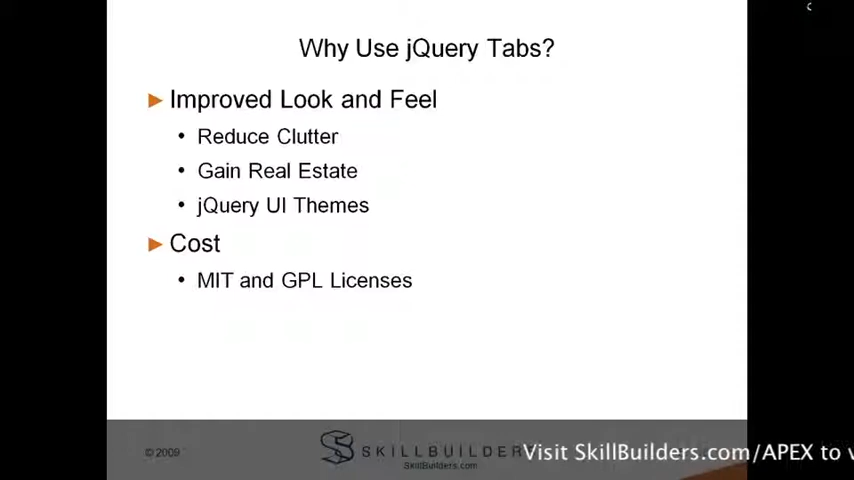 Why Use jQuery Tabs?
► Improved Look and Feel
• Reduce Clutter
• Gain Real Estate
• jQuery UI Themes
► Cost
• MIT and GPL Licenses
© 2009
SKILLBUILDER
SkillBuilders.com
Visit SkillBuilders.com/APEX to